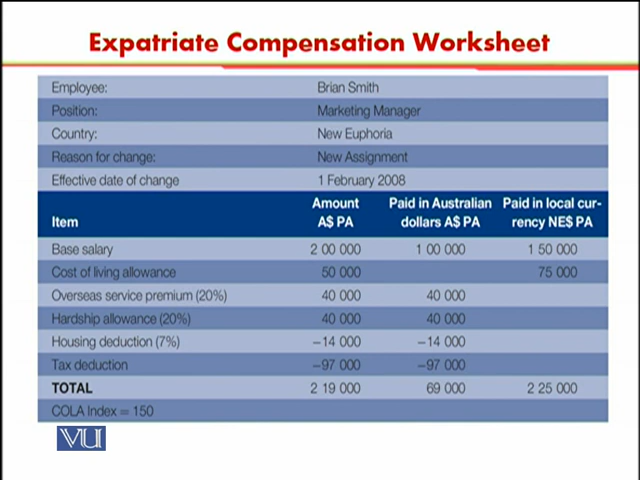 Expatriate Compensation Worksheet
Employee: Brian Smith
Position: Marketing Manager
Country: New Euphoria
Reason for change: New Assignment
Effective date of change 1 February 2008
Item Amount A$ PA Paid in Australian dollars A$ PA Paid in local cur-rency NE$ PA
Base salary 2 00 000 1 00 000 1 50 000
Cost of living allowance 50 000 75 000
Overseas service premium (20%) 40 000 40 000
Hardship allowance (20%) 40 000 40 000
Housing deduction (7%) –14 000 –14 000
Tax deduction –97 000 –97 000
TOTAL 2 19 000 69 000 2 25 000
COLA Index = 150
VU